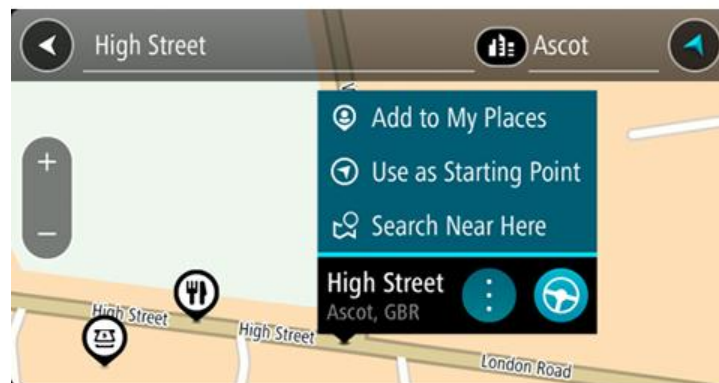 High Street
Ascot
Add to My Places
Use as Starting Point
Search Near Here
High Street
Ascot, GBR
High Street
High Street
London Road